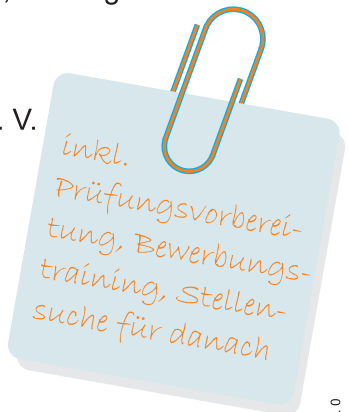 . V.
inkl.
Prüfungsvorberei-
tung, Bewerbungs-
training, Stellen-
suche für danach